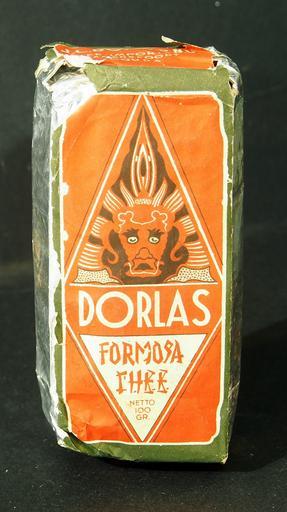 DORLAS
FORMOSA
THEE
NETTO
100
GR.